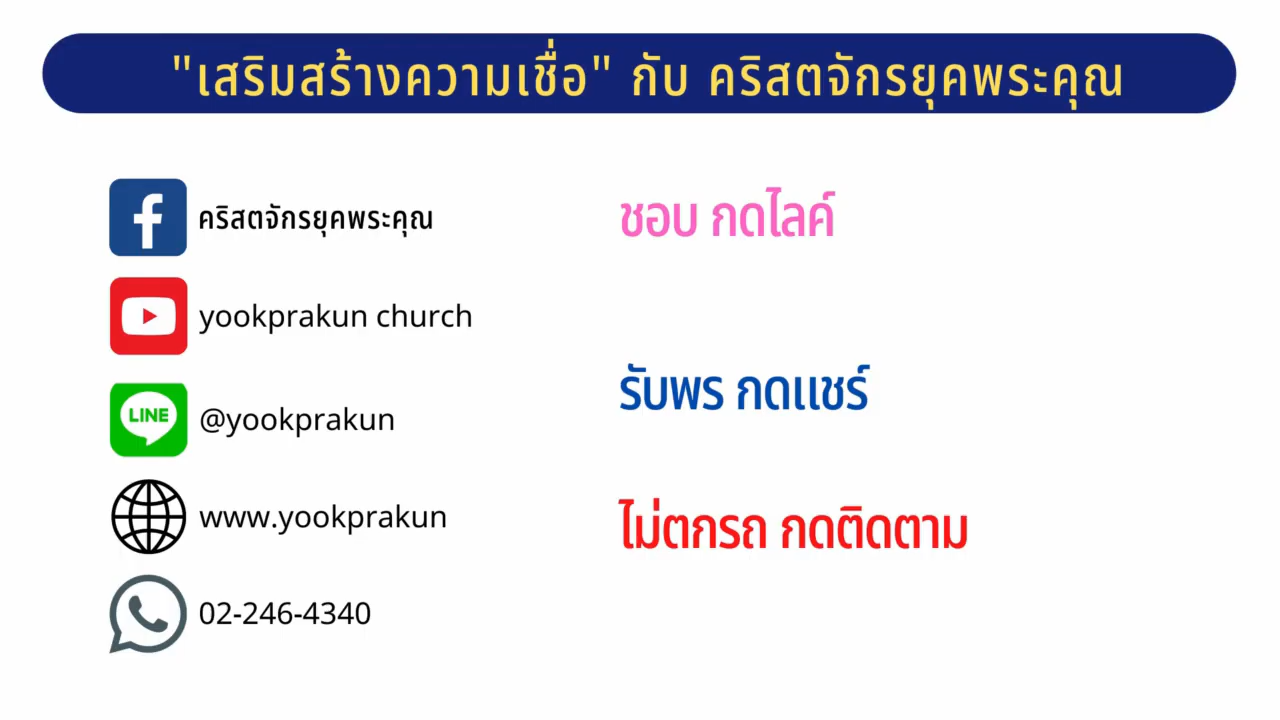 "เสริมสร้างความเชื่อ" กับ คริสตจักรยุคพระคุณ
คริสตจักรยุคพระคุณ
yookprakun church
LINE
@yookprakun
www.yookprakun
02-246-4340
ชอบ กดไลค์
รับพร กดแชร์
ไม่ตกรถ กดติดตาม